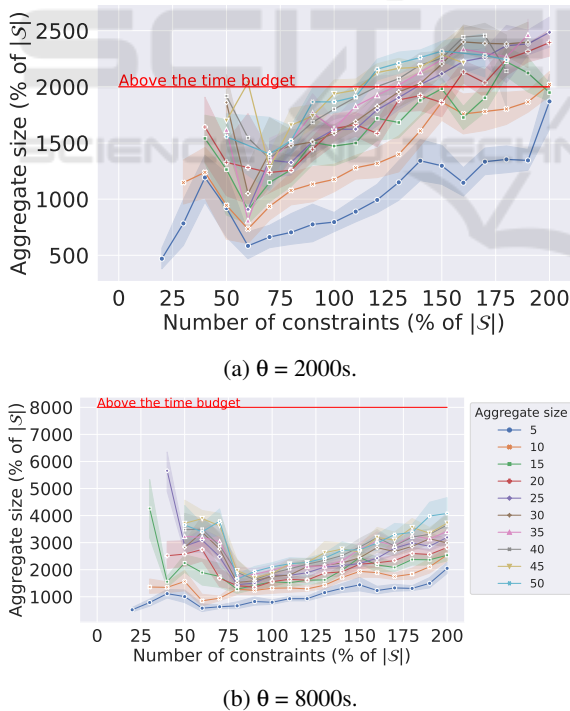 2500
2000
1500
1000
500
Aggregate size (% of |S|)
Above the time budget
0 25 50 75 100 125 150 175 200
Number of constraints (% of |S|)
(a) θ = 2000s.
8000
7000
6000
5000
4000
3000
2000
1000
Aggregate size (% of |S|)
Above the time budget
0 25 50 75 100 125 150 175 200
Number of constraints (% of |S|)
Aggregate size
5
10
15
20
25
30
35
40
45
50
(b) θ = 8000s.